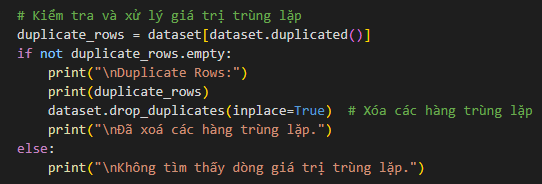 # Kiểm tra và xử lý giá trị trùng lặp
duplicate_rows = dataset[dataset.duplicated()]
if not duplicate_rows.empty:
    print("\nDuplicate Rows:")
    print(duplicate_rows)
    dataset.drop_duplicates(inplace=True)  # Xóa các hàng trùng lặp
    print("\nĐã xoá các hàng trùng lặp.")
else:
    print("\nKhông tìm thấy dòng giá trị trùng lặp.")